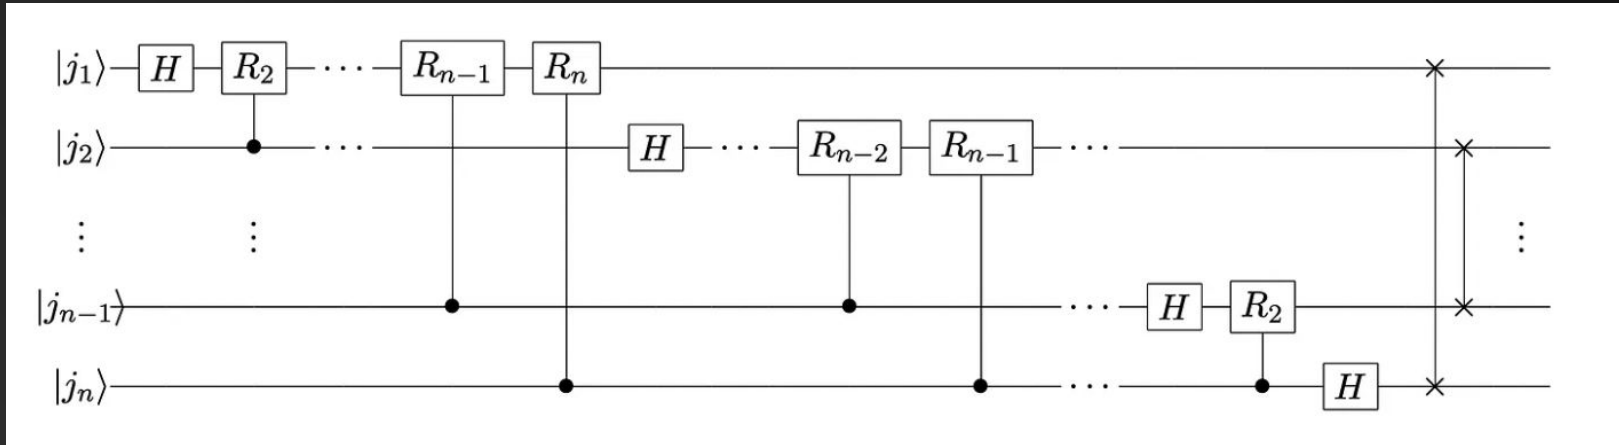 |j₁⟩ H R₂ ··· Rₙ₋₁ Rₙ
|j₂⟩ ··· H ··· Rₙ₋₂ Rₙ₋₁ ···
⋮ ⋮ ⋮
|jₙ₋₁⟩ ··· H R₂
|jₙ⟩ ··· H